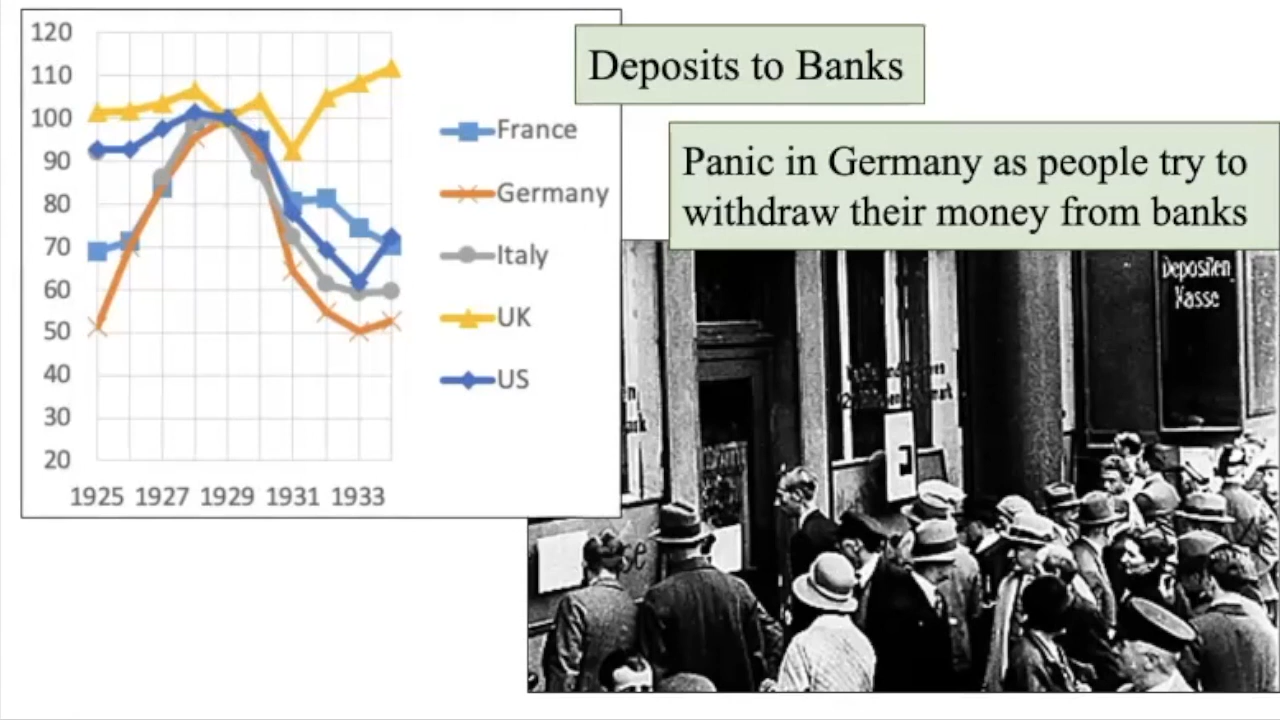 120
110
100
90
80
70
60
50
40
30
20
1925 1927 1929 1931 1933
France
Germany
Italy
UK
US
Deposits to Banks
Panic in Germany as people try to
withdraw their money from banks
Depositen
Kasse